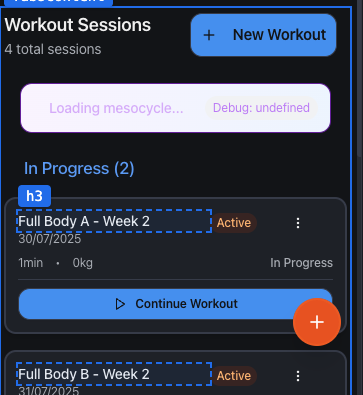 Workout Sessions
4 total sessions
+ New Workout
Loading mesocycle...
Debug: undefined
In Progress (2)
h3
Full Body A - Week 2
Active
30/07/2025
1min • 0kg
In Progress
Continue Workout
+
Full Body B - Week 2
Active
31/07/2025